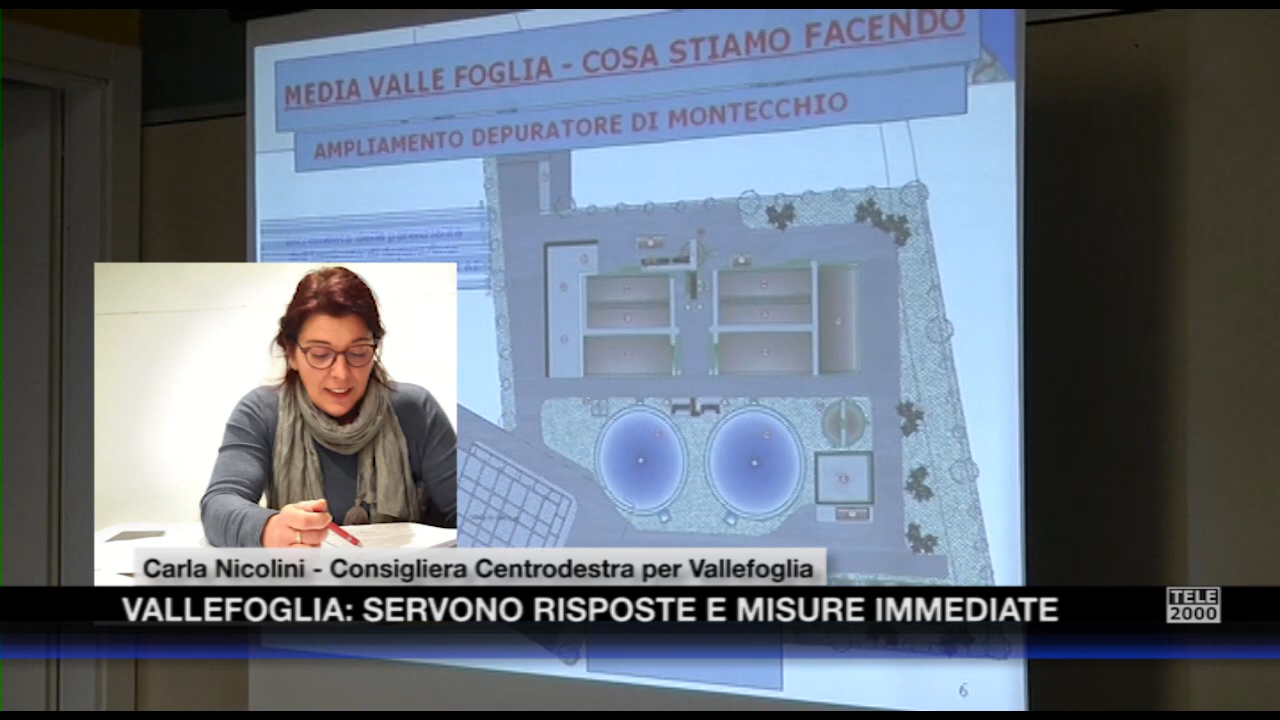 MEDIA VALLE FOGLIA - COSA STIAMO FACENDO
AMPLIAMENTO DEPURATORE DI MONTECCHIO
Carla Nicolini - Consigliera Centrodestra per Vallefoglia
VALLEFOGLIA: SERVONO RISPOSTE E MISURE IMMEDIATE
TELE
2000
6